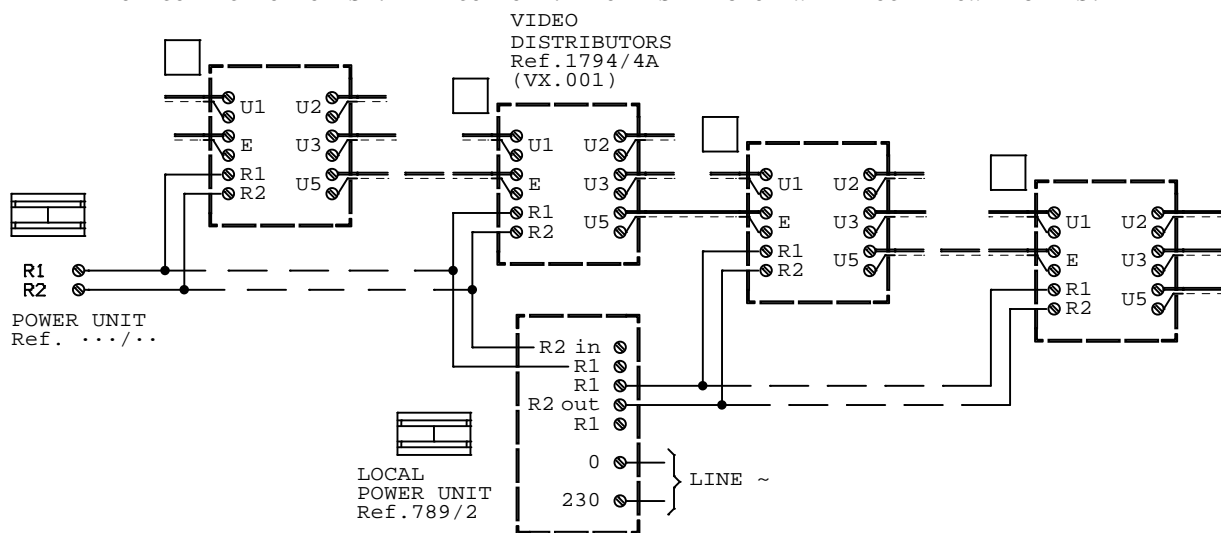 VIDEO
DISTRIBUTORS
Ref.1794/4A
(VX.001)
U1 U2
E U3
R1 U5
R2
U1 U2
E U3
R1 U5
R2
U1 U2
E U3
R1 U5
R2
U1 U2
E U3
R1 U5
R2
R1
R2
POWER UNIT
Ref. ···/··
R2 in
R1
R1
R2 out
R1
0
230
LINE ~
LOCAL
POWER UNIT
Ref.789/2